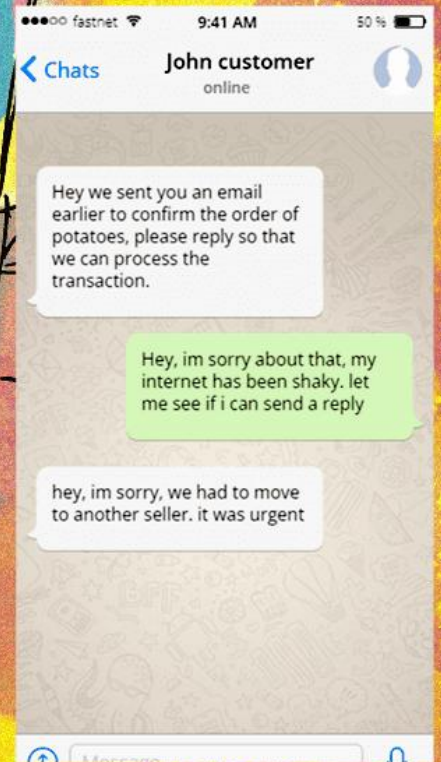 fastnet 9:41 AM 50 %
Chats John customer
online
Hey we sent you an email
earlier to confirm the order of
potatoes, please reply so that
we can process the
transaction.
Hey, im sorry about that, my
internet has been shaky. let
me see if i can send a reply
hey, im sorry, we had to move
to another seller. it was urgent
Message